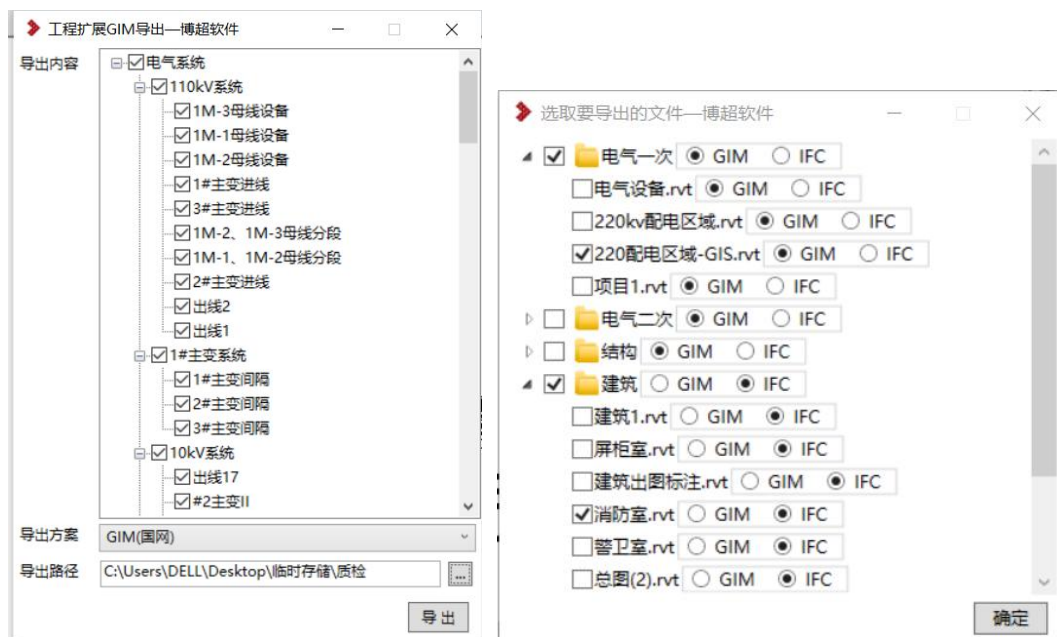 工程扩展GIM导出—博超软件
导出内容
电气系统
110kV系统
1M-3母线设备
1M-1母线设备
1M-2母线设备
1#主变进线
3#主变进线
1M-2、1M-3母线分段
1M-1、1M-2母线分段
2#主变进线
出线2
出线1
1#主变系统
1#主变间隔
2#主变间隔
3#主变间隔
10kV系统
出线17
#2主变II
导出方案 GIM(国网)
导出路径 C:\Users\DELL\Desktop\临时存储\质检 ...
导出
选取要导出的文件—博超软件
电气一次 GIM IFC
电气设备.rvt GIM IFC
220kv配电区域.rvt GIM IFC
220配电区域-GIS.rvt GIM IFC
项目1.rvt GIM IFC
电气二次 GIM IFC
结构 GIM IFC
建筑 GIM IFC
建筑1.rvt GIM IFC
屏柜室.rvt GIM IFC
建筑出图标注.rvt GIM IFC
消防室.rvt GIM IFC
警卫室.rvt GIM IFC
总图(2).rvt GIM IFC
确定